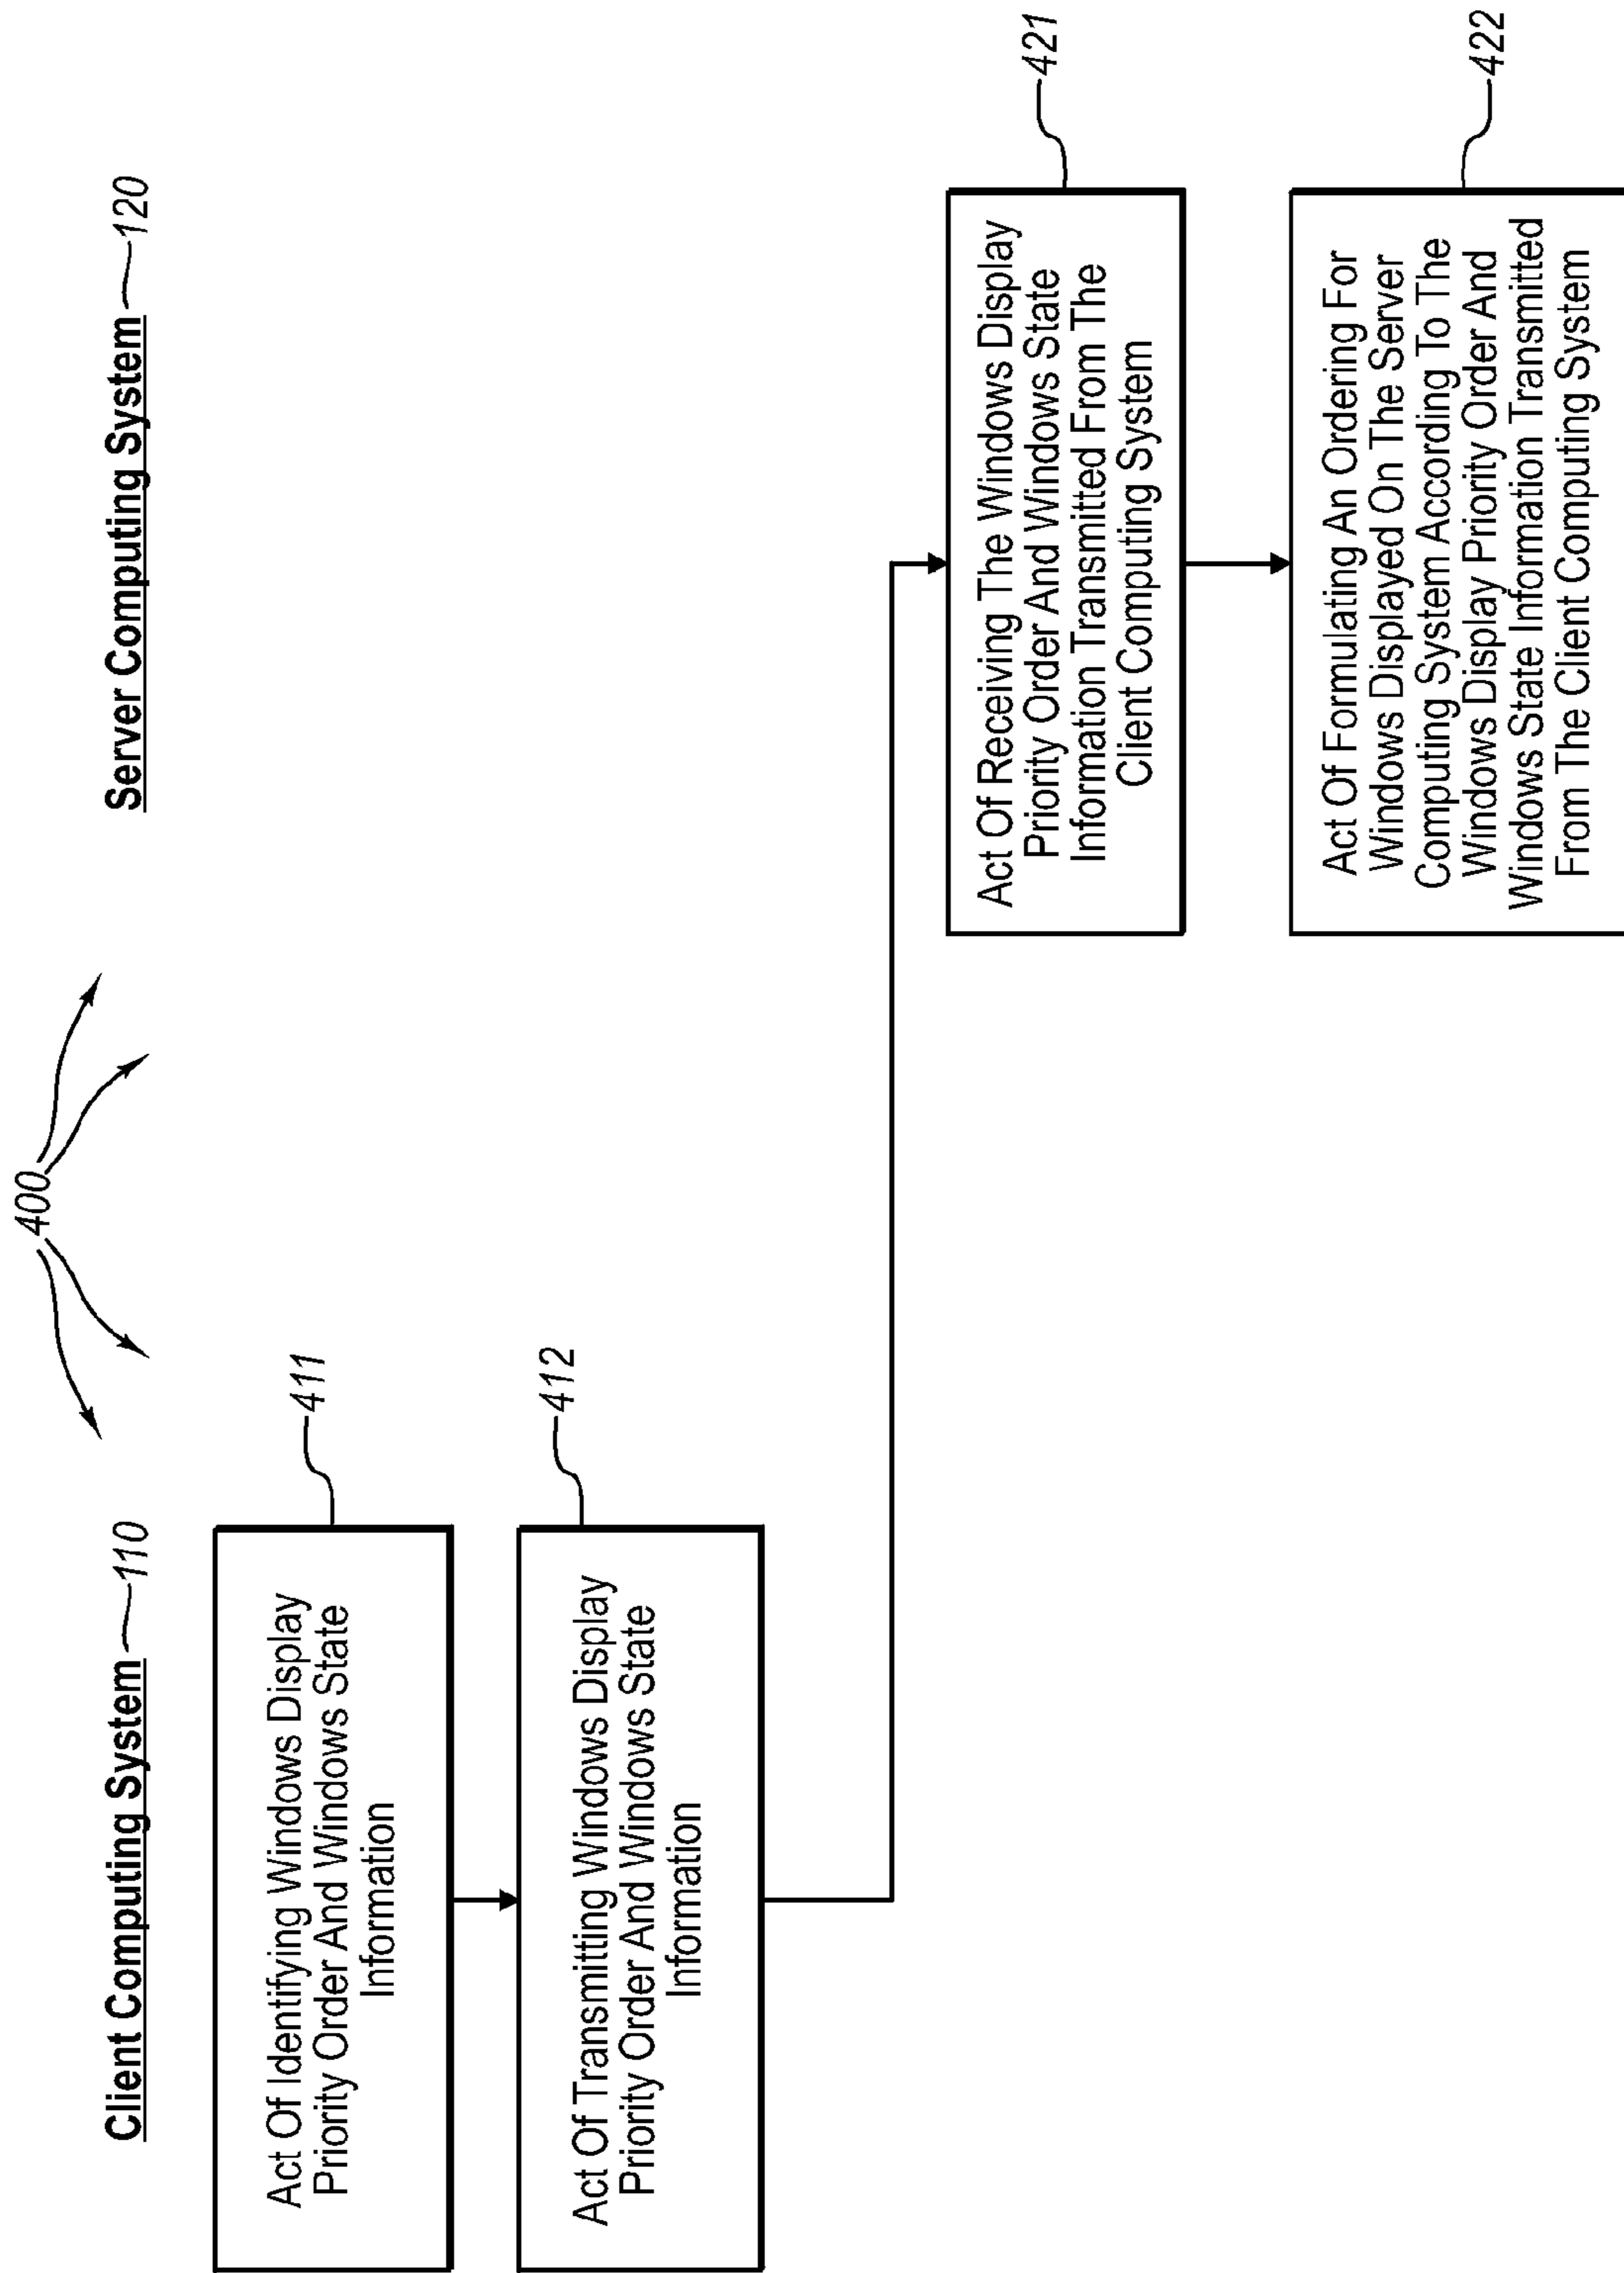 400
Client Computing System 110
Server Computing System 120
Act Of Identifying Windows Display
Priority Order And Windows State
Information
411
Act Of Transmitting Windows Display
Priority Order And Windows State
Information
412
Act Of Receiving The Windows Display
Priority Order And Windows State
Information Transmitted From The
Client Computing System
421
Act Of Formulating An Ordering For
Windows Displayed On The Server
Computing System According To The
Windows Display Priority Order And
Windows State Information Transmitted
From The Client Computing System
422